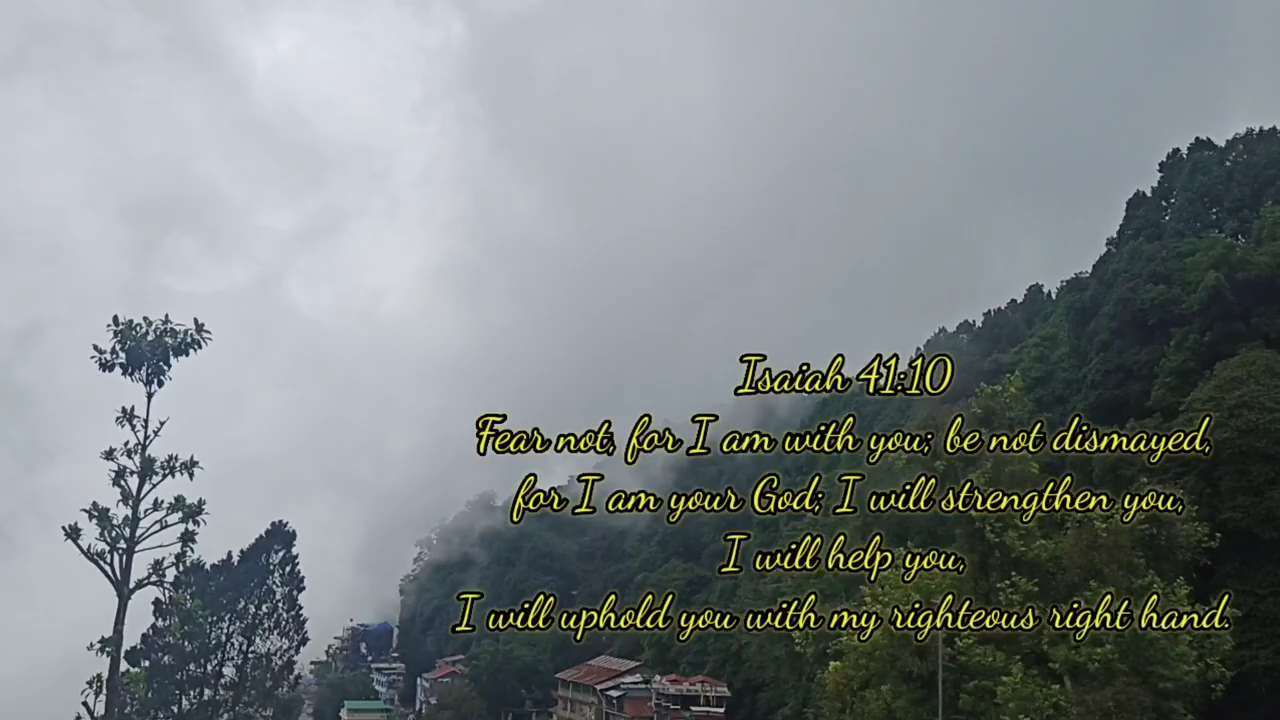 Isaiah 41:10
Fear not, for I am with you; be not dismayed,
for I am your God; I will strengthen you,
I will help you,
I will uphold you with my righteous right hand.